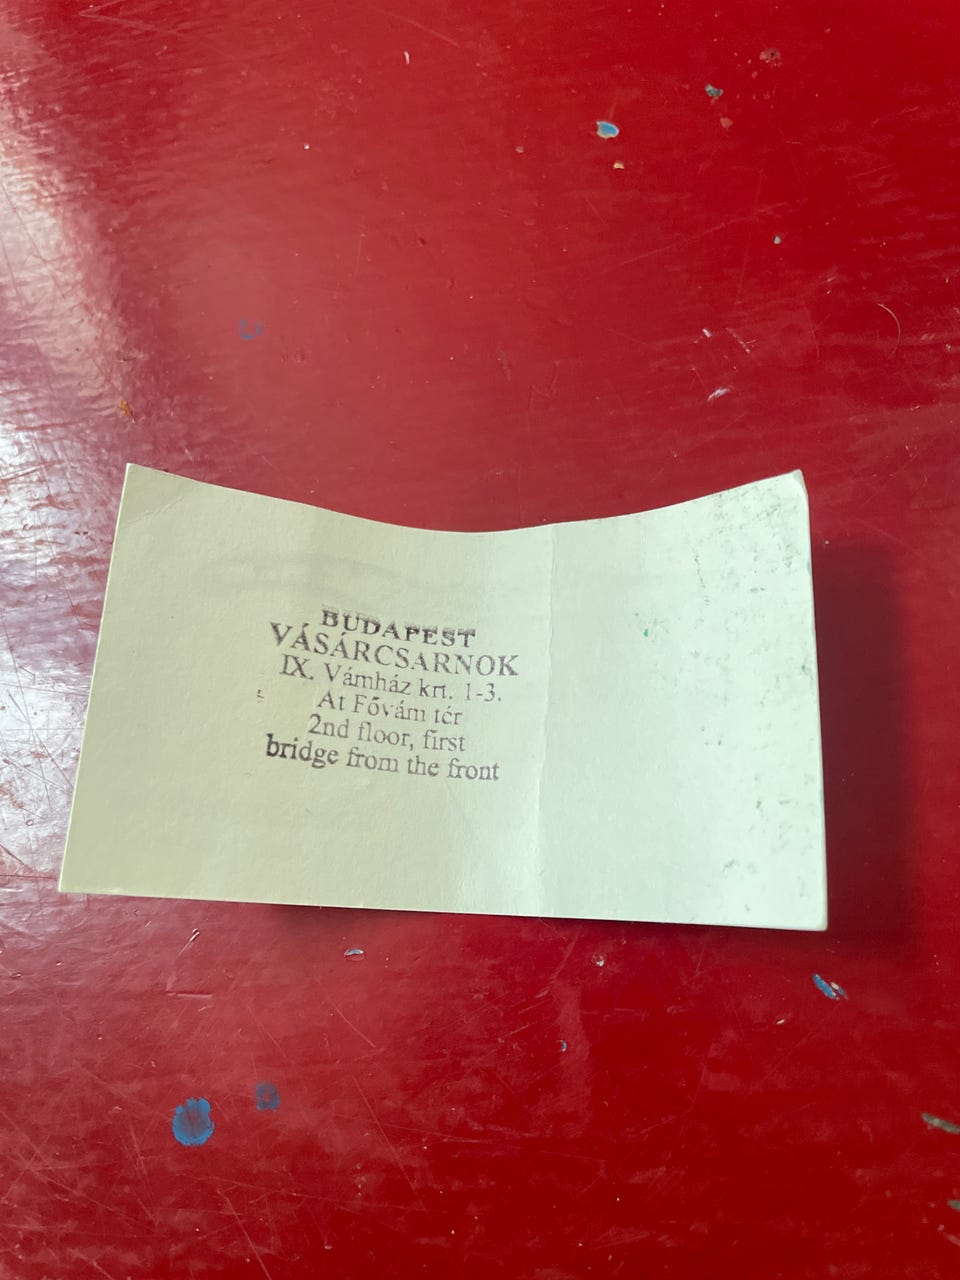 BUDAPEST
VÁSÁRCSARNOK
IX. Vámház krt. 1-3.
At Fővám tér
2nd floor, first
bridge from the front